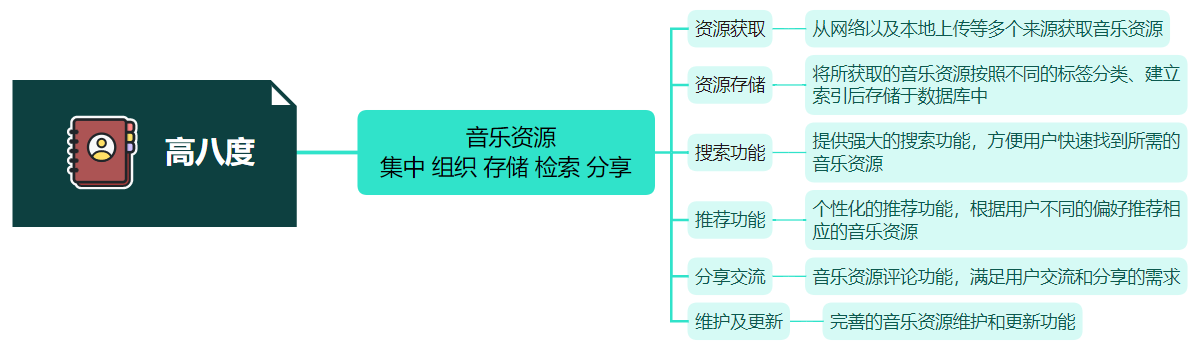 高八度
音乐资源
集中 组织 存储 检索 分享
资源获取
从网络以及本地上传等多个来源获取音乐资源
资源存储
将所获取的音乐资源按照不同的标签分类、建立
索引后存储于数据库中
搜索功能
提供强大的搜索功能，方便用户快速找到所需的
音乐资源
推荐功能
个性化的推荐功能，根据用户不同的偏好推荐相
应的音乐资源
分享交流
音乐资源评论功能，满足用户交流和分享的需求
维护及更新
完善的音乐资源维护和更新功能